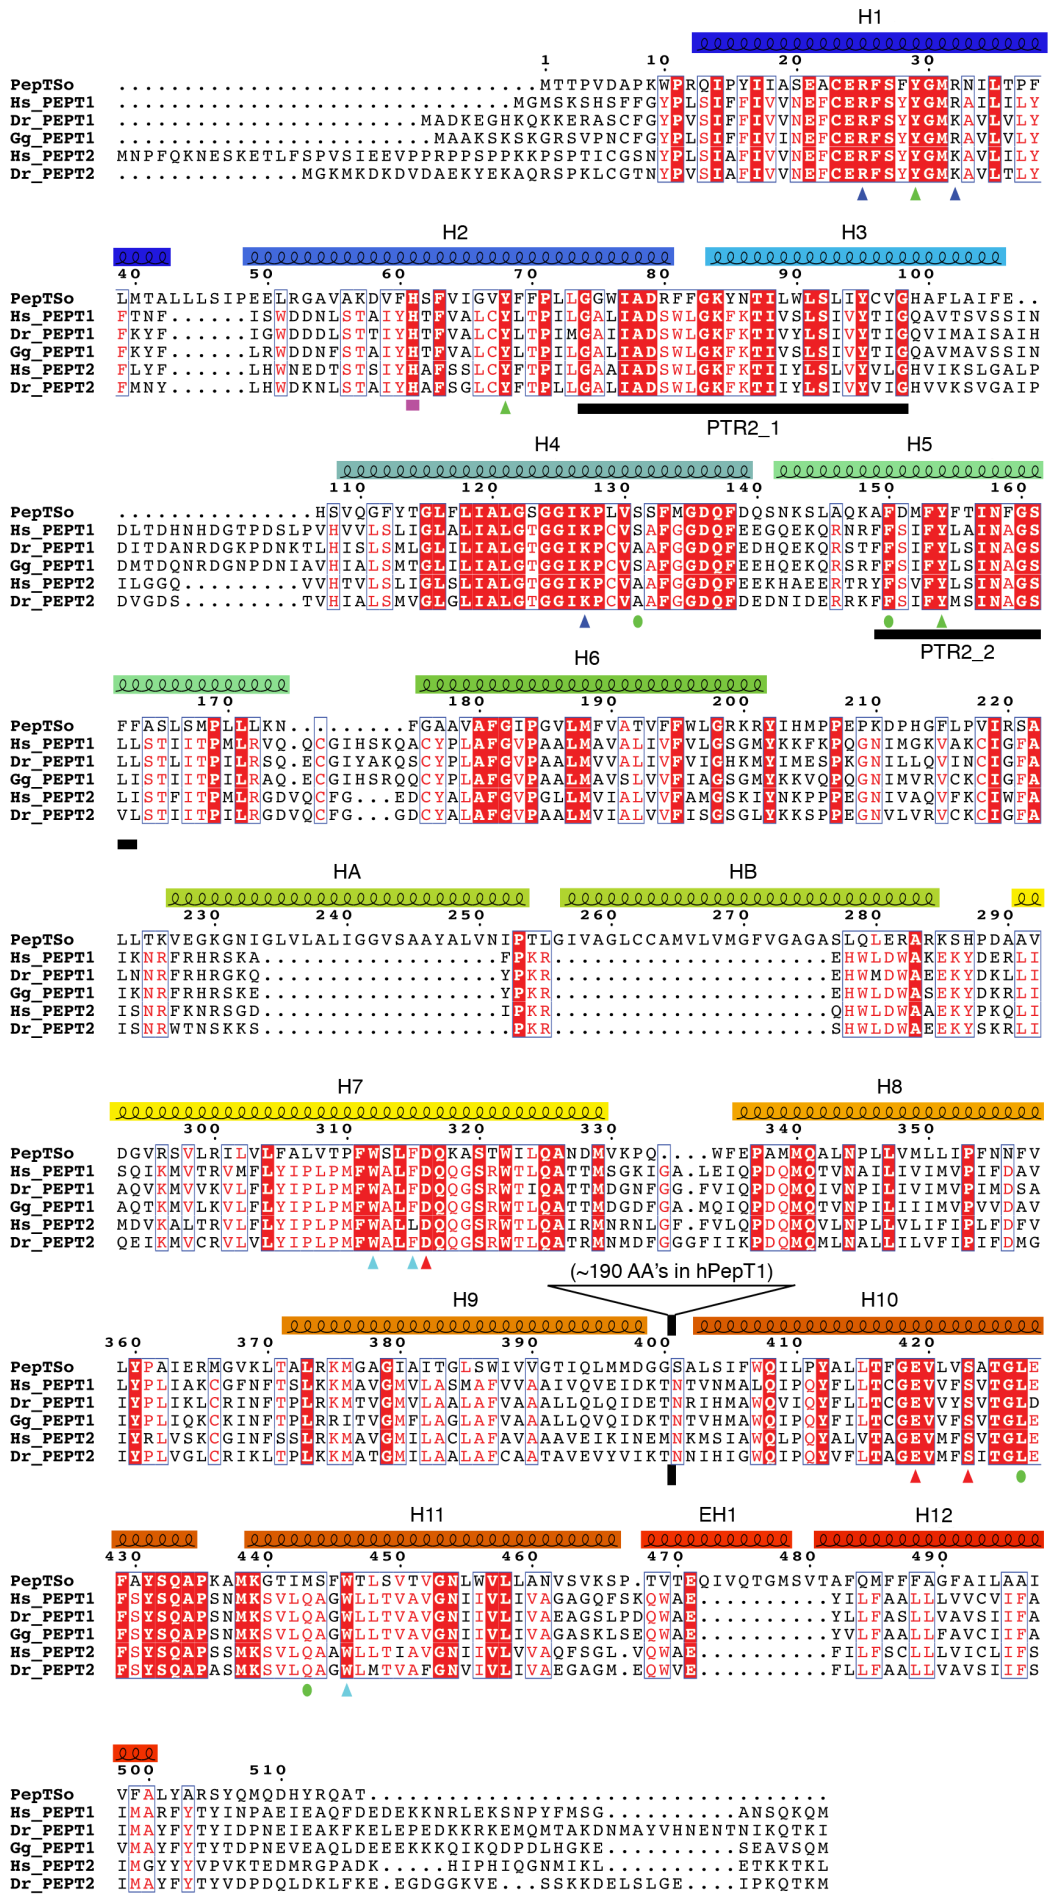 H1
1 10 20 30
PepTSo ................................MTTPVDAPKWPRQIPYIIASEACERFSFYGMRNILTPF
Hs_PEPT1 ..............................MGMSKSHSFFGYPLSIFFIVVNEFCERFSYYGMRAILILY
Dr_PEPT1 .......................MADKEGHKQKKERASCFGYPVSIFFIVVNEFCERFSYYGMKAVLVLY
Gg_PEPT1 ........................MAAKSKSKGRSVPNCFGYPLSIFFIVVNEFCERFSYYGMRAVLVLY
Hs_PEPT2 MNPFQKNESKETLFSPVSIEEVPPRPPSPPKKPSPTICGSNYPLSIAFIVVNEFCERFSYYGMKAVLILY
Dr_PEPT2 ..............MGKMKDKDVDAEKYEKAQRSPKLCGTNYPVSIAFIVVNEFCERFSYYGMKAVLTLY
H2 H3
40 50 60 70 80 90 100
PepTSo LMTALLLSIPEELRGAVAKDVFHSFVIGVYFFPLLGGWIADRFFGKYNTILWLSLIYCVGHAFLAIFE..
Hs_PEPT1 FTNF......ISWDDNLSTAIYHTFVALCYLTPILGALIADSWLGKFKTIVSLSIVYTIGQAVTSVSSIN
Dr_PEPT1 FKYF......IGWDDDLSTTIYHTFVALCYLTPIMGAIIADSWLGKFKTIVYLSIVYTIGQVIMAISAIH
Gg_PEPT1 FKYF......LRWDDNFSTAIYHTFVALCYLTPILGALIADSWLGKFKTIVSLSIVYTIGQAVMAVSSIN
Hs_PEPT2 FLYF......LHWNEDTSTSIYHAFSSLCYFTPILGAAIADSWLGKFKTIIYLSLVYVLGHVIKSLGALP
Dr_PEPT2 FMNY......LHWDKNLSTAIYHAFSGLCYFTPLLGALIADSWLGKFKTIIYLSIVYVIGHVVKSVGAIP
PTR2_1
H4 H5
110 120 130 140 150 160
PepTSo ...............HSVQGFYTGLFLIALGSGGIKPLVSSFMGDQFDQSNKSLAQKAFDMFYFTINFGS
Hs_PEPT1 DLTDHNHDGTPDSLPVHVVLSLIGLALIALGTGGIKPCVSAFGGDQFEEGQEKQRNRFFSIFYLAINAGS
Dr_PEPT1 DITDANRDGKPDNKTLHISLSMLGLILIALGTGGIKPCVAAFGGDQFEDHQEKQRSTFFSIFYLSINAGS
Gg_PEPT1 DMTDQNRDGNPDNIAVHIALSMTGLILIALGTGGIKPCVSAFGGDQFEEHQEKQRSRFFSIFYLSINAGS
Hs_PEPT2 ILGGQ.........VVHTVLSLIGLSLIALGTGGIKPCVAAFGGDQFEEKHAEERTRYFSVFYLSINAGS
Dr_PEPT2 DVGDS.........TVHIALSMVGLGLIALGTGGIKPCVAAFGGDQFDEDNIDERRKFFSIFYMSINAGS
PTR2_2
H6
170 180 190 200 210 220
PepTSo FFASLSMPLLLKN.........FGAAVAFGIPGVLMFVATVFFWLGRKRYIHMPPEPKDPHGFLPVIRSA
Hs_PEPT1 LLSTIITPMLRVQ.QCGIHSKQACYPLAFGVPAALMAVALIVFVLGSGMYKKFKPQGNIMGKVAKCIGFA
Dr_PEPT1 LLSTLITPILRSQ.ECGIYAKQSCYPLAFGVPAALMVVALIVFVIGHKMYIMESPKGNILLQVINCIGFA
Gg_PEPT1 LISTIITPILRAQ.ECGIHSRQQCYPLAFGVPAALMAVSLVVFIAGSGMYKKVQPQGNIMVRVCKCIGFA
Hs_PEPT2 LISTFITPMLRGDVQCFG...EDCYALAFGVPGLLMVIALVVFAMGSKIYNKPPPEGNIVAQVFKCIWFA
Dr_PEPT2 VLSTIITPILRGDVQCFG...GDCYALAFGVPAALMVIALVVFISGSGLYKKSPPEGNVLVRVCKCIGFA
HA HB
230 240 250 260 270 280 290
PepTSo LLTKVEGKGNIGLVLALIGGVSAAYALVNIPTLGIVAGLCCAMVLVMGFVGAGASLQLERARKSHPDAAV
Hs_PEPT1 IKNRFRHRSKA..................FPKR.....................EHWLDWAKEKYDERLI
Dr_PEPT1 LNNRFRHRGKQ..................YPKR.....................EHWMDWAEEKYDKLLI
Gg_PEPT1 IKNRFRHRSKE..................YPKR.....................EHWLDWASEKYDKRLI
Hs_PEPT2 ISNRFKNRSGD..................IPKR.....................QHWLDWAAEKYPKQLI
Dr_PEPT2 ISNRWTNSKKS...................PKR.....................SHWLDWAEEKYSKRLI
H7 H8
300 310 320 330 340 350
PepTSo DGVRSVLRILVLFALVTPFWSLFDQKASTWILQANDMVKPQ....WFEPAMMQALNPLLVMLLIPFNNFV
Hs_PEPT1 SQIKMVTRVMFLYIPLPMFWALFDQQGSRWTLQATTMSGKIGA.LEIQPDQMQTVNAILIVIMVPIFDAV
Dr_PEPT1 AQVKMVVKVLFLYIPLPMFWALFDQQGSRWTIQATTMDGNFGG.FVIQPDQMQIVNPILIVIMVPIMDSA
Gg_PEPT1 AQTKMVLKVLFLYIPLPMFWALFDQQGSRWTLQATTMDGDFGA.MQIQPDQMQTVNPILIIIMVPVVDAV
Hs_PEPT2 MDVKALTRVLFLYIPLPMFWALLDQQGSRWTLQAIRMNRNLGF.FVLQPDQMQVLNPLLVLIFIPLFDFV
Dr_PEPT2 QEIKMVCRVLVLYIPLPMFWALFDQQGSRWTLQATRMNMDFGGGFIIKPDQMQMLNALLILVFIPIFDMG
(~190 AA's in hPepT1)
H9 H10
360 370 380 390 400 410 420
PepTSo LYPAIERMGVKLTALRKMGAGIAITGLSWIVVGTIQLMMDGGSALSIFWQILPYALLTFGEVLVSATGLE
Hs_PEPT1 LYPLIAKCGFNFTSLKKMAVGMVLASMAFVVAAIVQVEIDKTNTVNMALQIPQYFLLTCGEVVFSVTGLE
Dr_PEPT1 IYPLIKLCRINFTPLRKMTVGMVLAALAFVAAALLQLQIDETNRIHMAWQVIQYFLLTCGEVVYSVTGLD
Gg_PEPT1 IYPLIQKCKINFTPLRRITVGMFLAGLAFVAAALLQVQIDKTNTVHMAWQIPQYFILTCGEVVFSVTGLE
Hs_PEPT2 IYRLVSKCGINFSSLRKMAVGMILACLAFAVAAAVEIKINEMNKMSIAWQLPQYALVTAGEVMFSVTGLE
Dr_PEPT2 IYPLVGLCRIKLTPLKKMATGMILAALAFCAATAVEVYVIKTNNIHIGWQIPQYVFLTAGEVMFSITGLE
H11 EH1 H12
430 440 450 460 470 480 490
PepTSo FAYSQAPKAMKGTIMSFWTLSVTVGNLWVLLANVSVKSP.TVTEQIVQTGMSVTAFQMFFFAGFAILAAI
Hs_PEPT1 FSYSQAPSNMKSVLQAGWLLTVAVGNIIVLIVAGAGQFSKQWAE..........YILFAALLLVVCVIFA
Dr_PEPT1 FSYSQAPSNMKSVLQAGWLLTVAVGNIIVLIVAEAGSLPDQWAE..........YLLFASLLLAVSVIFA
Gg_PEPT1 FSYSQAPSNMKSVLQAGWLLTVAVGNIIVLIVAGASKLSEQWAE..........YVLFAALLFAVCIIFA
Hs_PEPT2 FSYSQAPSSMKSVLQAAWLLTIAVGNIIVLVVAQFSGL.VQWAE..........FILFSCLLLVICLIFS
Dr_PEPT2 FSYSQAPASMKSVLQAGWLMTVAFGNVIVLIVAEGAGM.EQWVE..........FLLFAALLVAVSIIFS
500 510
PepTSo VFALYARSYQMQDHYRQAT...................................
Hs_PEPT1 IMARFYTYINPAEIEAQFDEDEKKNRLEKSNPYFMSG..........ANSQKQM
Dr_PEPT1 IMAYFYTYIDPNEIEAKFKELEPEDKKRKEMQMTAKDNMAYVHNENTNIKQTKI
Gg_PEPT1 VMAYFYTYTDPNEVEAQLDEEEKKKQIKQDPDLHGKE..........SEAVSQM
Hs_PEPT2 IMGYYYVPVKTEDMRGPADK.....HIPHIQGNMIKL..........ETKKTKL
Dr_PEPT2 IMAYFYTYVDPDQLDKLFKE.EGDGGKVE...SSKKDELSLGE....IPKQTKM